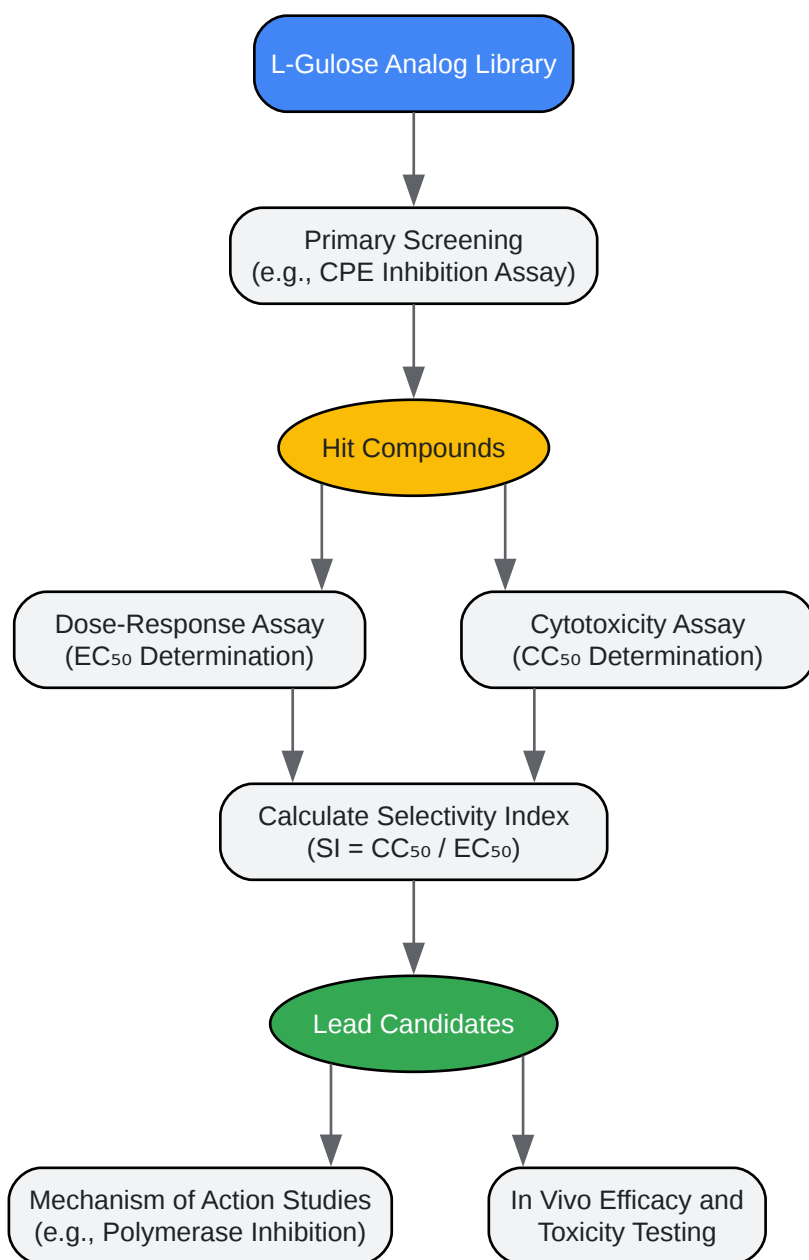 L-Gulose Analog Library
Primary Screening
(e.g., CPE Inhibition Assay)
Hit Compounds
Dose-Response Assay
(EC₅₀ Determination)
Cytotoxicity Assay
(CC₅₀ Determination)
Calculate Selectivity Index
(SI = CC₅₀ / EC₅₀)
Lead Candidates
Mechanism of Action Studies
(e.g., Polymerase Inhibition)
In Vivo Efficacy and
Toxicity Testing